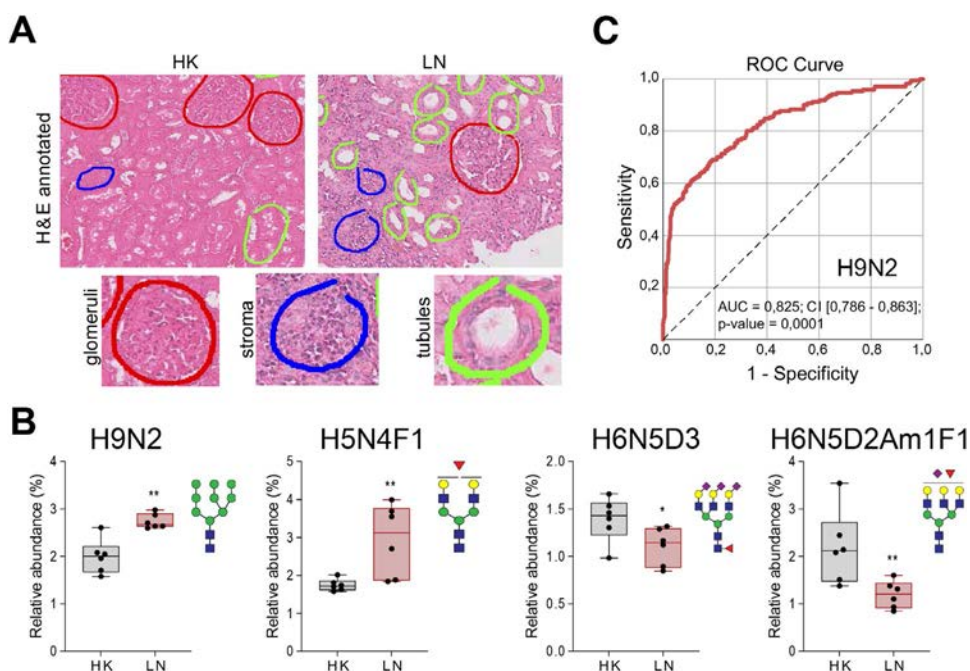 A
HK
LN
H&E annotated
glomeruli
stroma
tubules
C
ROC Curve
Sensitivity
1,0
0,8
0,6
0,4
0,2
0,0
0,2
0,4
0,6
0,8
1,0
1 - Specificity
H9N2
AUC = 0,825; CI [0,786 - 0,863];
p-value = 0,0001
B
H9N2
Relative abundance (%)
4
3
2
1
0
**
HK
LN
H5N4F1
Relative abundance (%)
5
4
3
2
1
0
**
HK
LN
H6N5D3
Relative abundance (%)
2.0
1.5
1.0
0.5
0.0
*
HK
LN
H6N5D2Am1F1
Relative abundance (%)
4
3
2
1
0
**
HK
LN